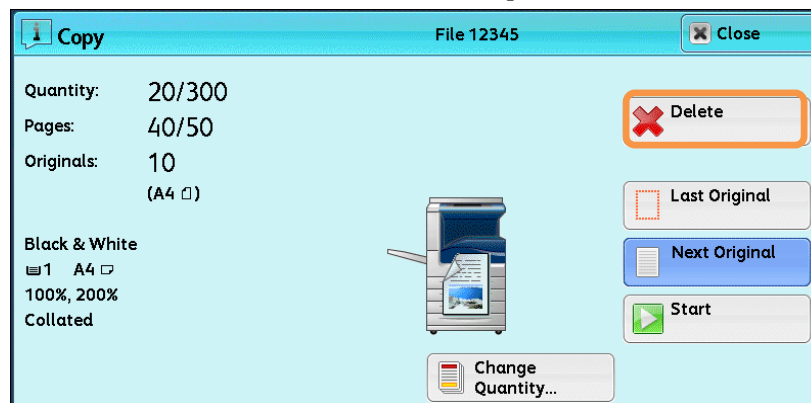 Copy File 12345 Close
Quantity: 20/300
Delete
Pages: 40/50
Originals: 10
(A4)
Last Original
Black & White
1 A4
Next Original
100%, 200%
Collated
Start
Change
Quantity...